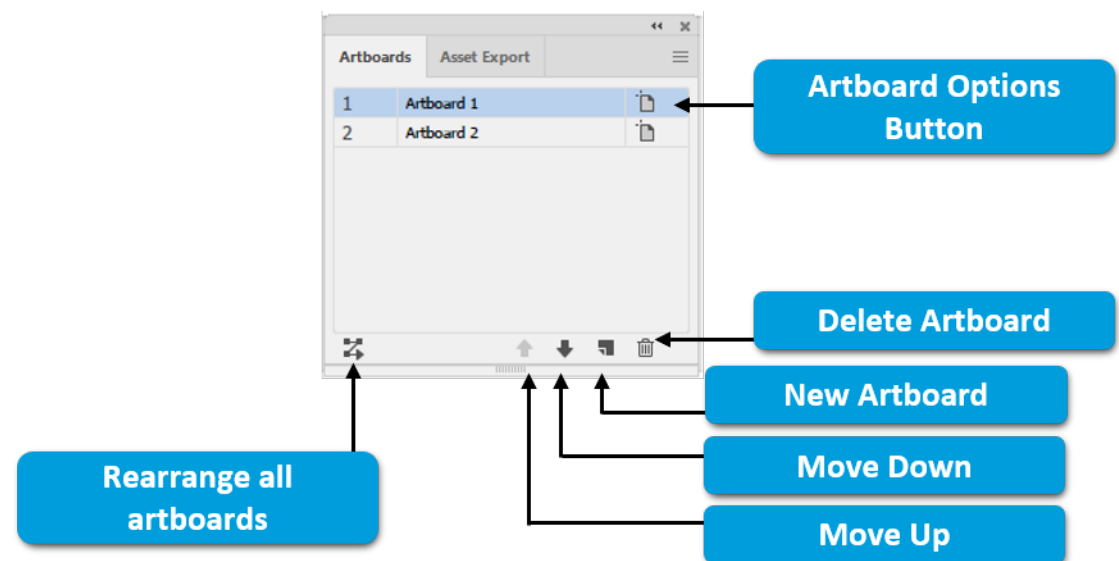 Artboards
Asset Export
1
Artboard 1
2
Artboard 2
Artboard Options
Button
Delete Artboard
New Artboard
Move Down
Move Up
Rearrange all
artboards